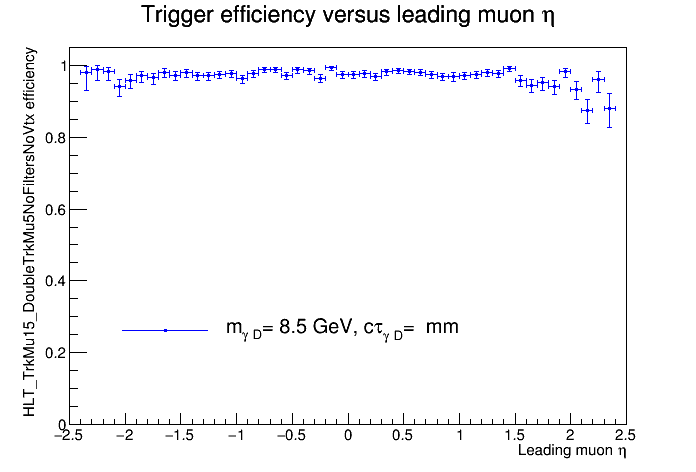 Trigger efficiency versus leading muon η
HLT_TrkMu15_DoubleTrkMu5NoFiltersNoVtx efficiency
1
0.8
0.6
0.4
0.2
0
mγ D= 8.5 GeV, cτγ D= mm
−2.5 −2 −1.5 −1 −0.5 0 0.5 1 1.5 2 2.5
Leading muon η